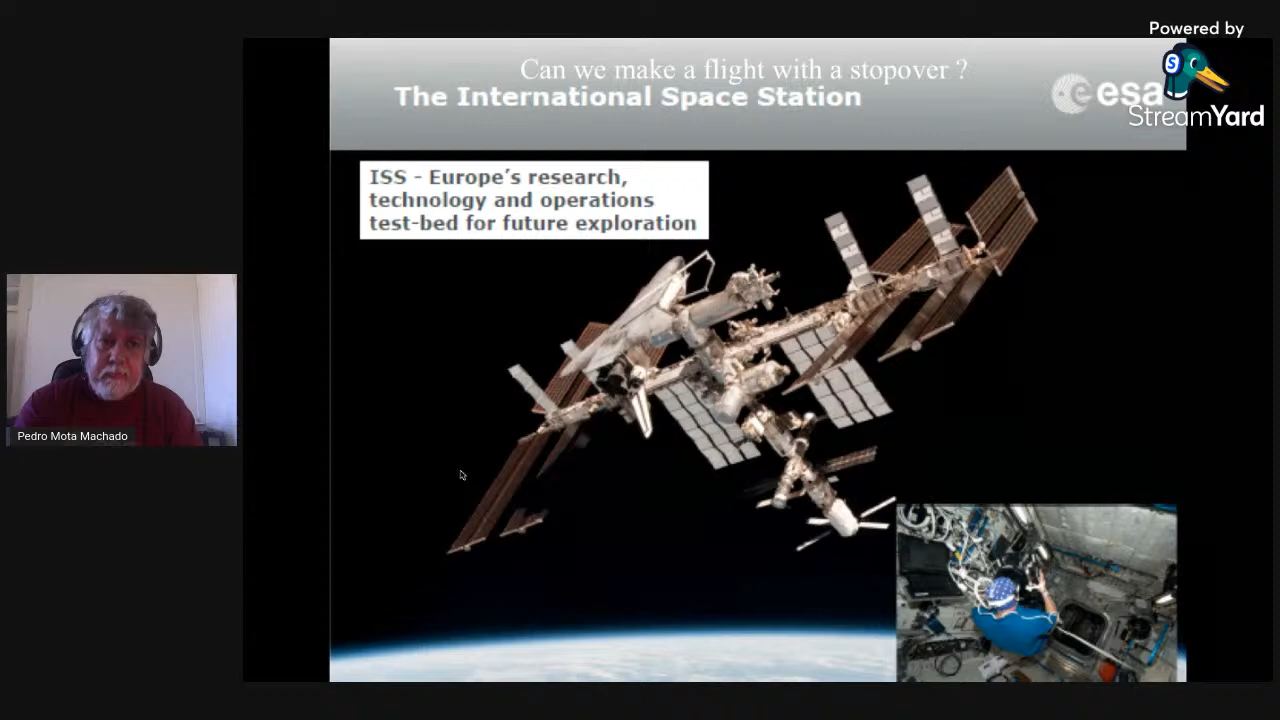 Powered by
StreamYard
Can we make a flight with a stopover ?
The International Space Station
esa
ISS - Europe's research,
technology and operations
test-bed for future exploration
Pedro Mota Machado